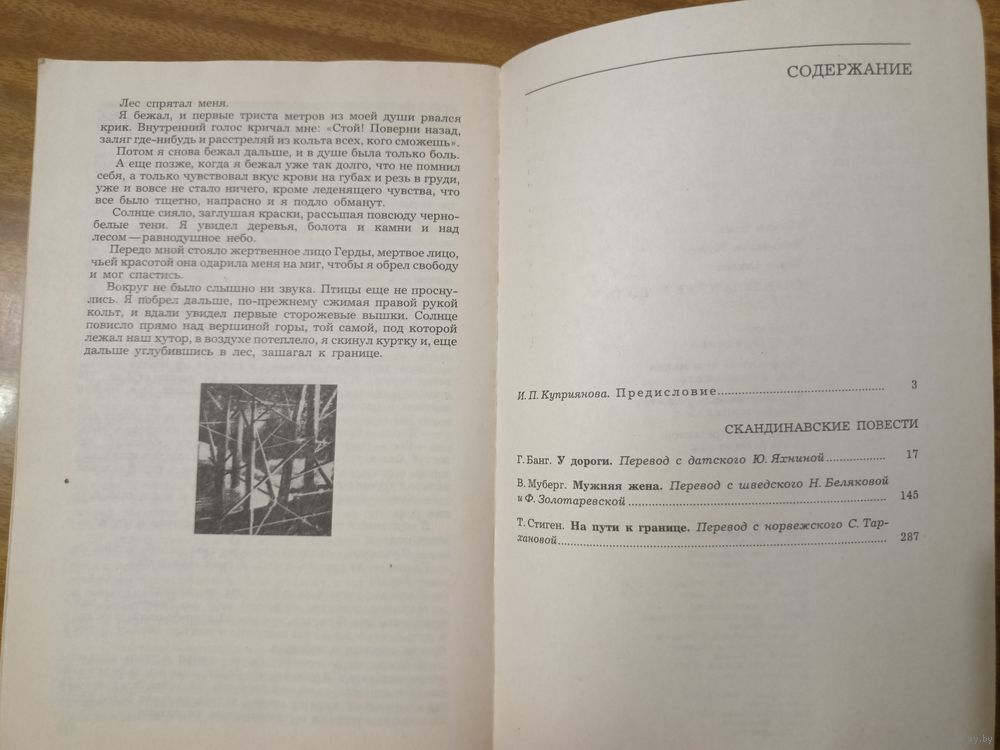 Лес спрятал меня.
Я бежал, и первые триста метров из моей души рвался
крик. Внутренний голос кричал мне: «Стой! Поверни назад,
заляг где-нибудь и расстреляй из кольта всех, кого сможешь».
Потом я снова бежал дальше, и в душе была только боль.
А еще позже, когда я бежал уже так долго, что не помнил
себя, а только чувствовал вкус крови на губах и резь в груди,
уже и вовсе не стало ничего, кроме леденящего чувства, что
все было тщетно, напрасно и я подло обманут.
Солнце сияло, заглушая краски, рассыпая повсюду черно-
белые тени. Я увидел деревья, болота и камни и над
лесом — равнодушное небо.
Передо мной стояло жертвенное лицо Герды, мертвое лицо,
чьей красотой она одарила меня на миг, чтобы я обрел свободу
и мог спастись.
Вокруг не было слышно ни звука. Птицы еще не просну-
лись. Я побрел дальше, по-прежнему сжимая правой рукой
кольт, и вдали увидел первые сторожевые вышки. Солнце
повисло прямо над вершиной горы, той самой, под которой
лежал наш хутор, в воздухе потеплело, я скинул куртку и, еще
дальше углубившись в лес, зашагал к границе.
СОДЕРЖАНИЕ
И. П. Куприянова. Предисловие 3
СКАНДИНАВСКИЕ ПОВЕСТИ
Г. Банг. У дороги. Перевод с датского Ю. Яхниной 17
В. Муберг. Мужняя жена. Перевод с шведского Н. Беляковой
и Ф. Золотаревской 145
Т. Стиген. На пути к границе. Перевод с норвежского С. Тар-
хановой 287
ay.by